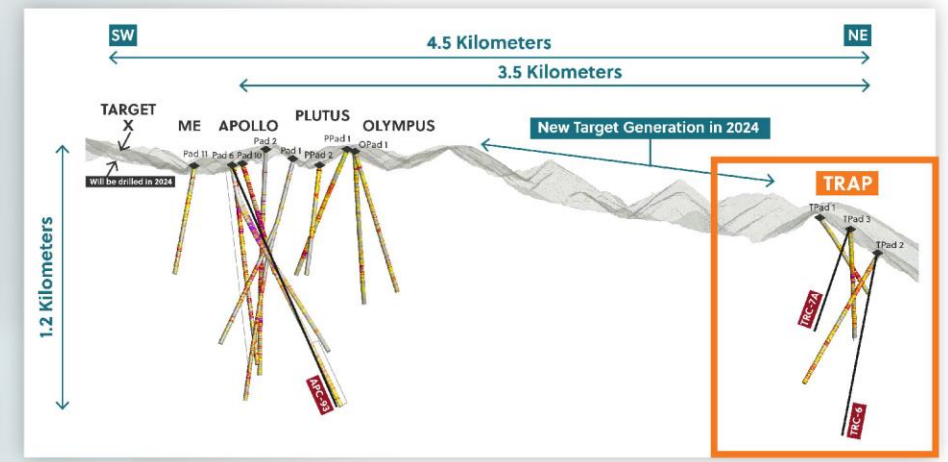 SW
NE
4.5 Kilometers
3.5 Kilometers
TARGET
X
ME
APOLLO
PLUTUS
OLYMPUS
Will be drilled in 2024
Pad 11
Pad 6
Pad 10
Pad 2
Pad 1
PPad 2
PPad 1
OPad 1
New Target Generation in 2024
TRAP
TPad 1
TPad 3
TPad 2
1.2 Kilometers
APC-93
TRC-7A
TRC-6